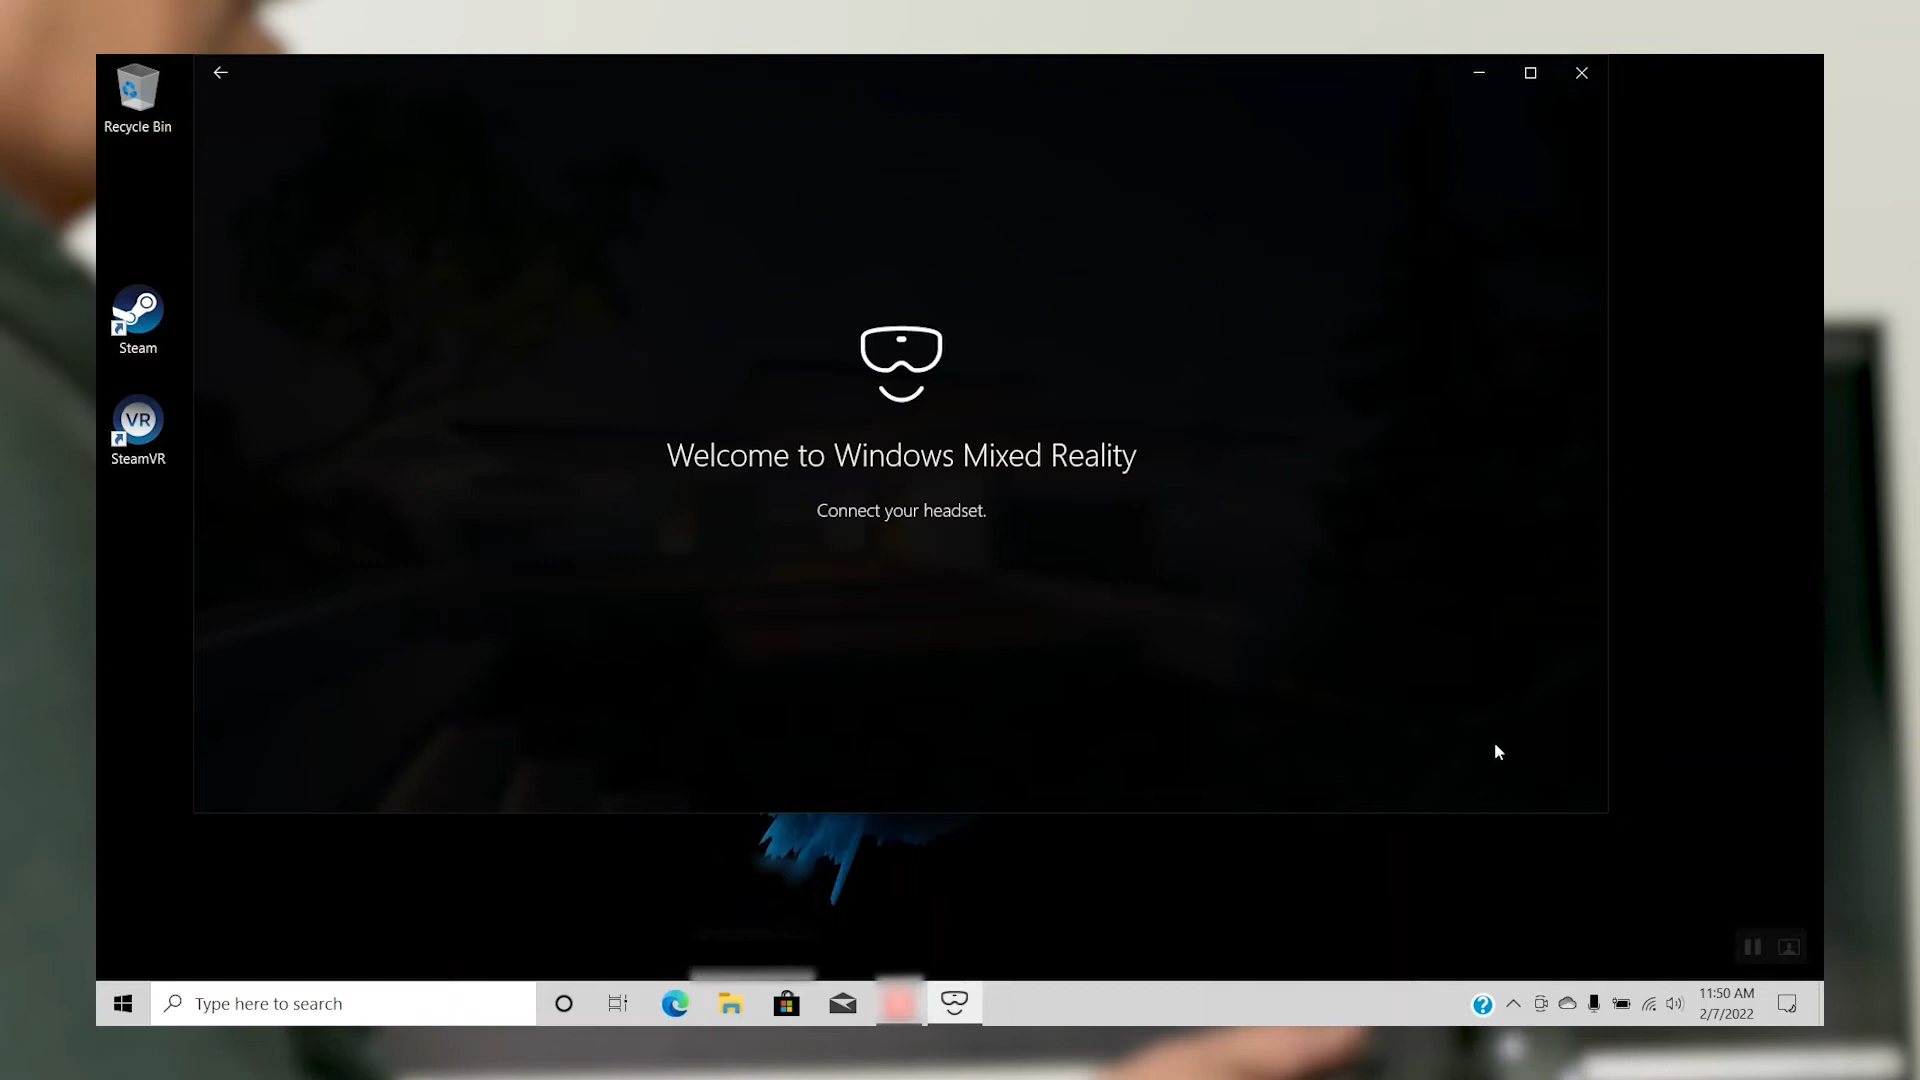 Recycle Bin
Steam
VR
SteamVR
Welcome to Windows Mixed Reality
Connect your headset.
Type here to search
?
11:50 AM
2/7/2022